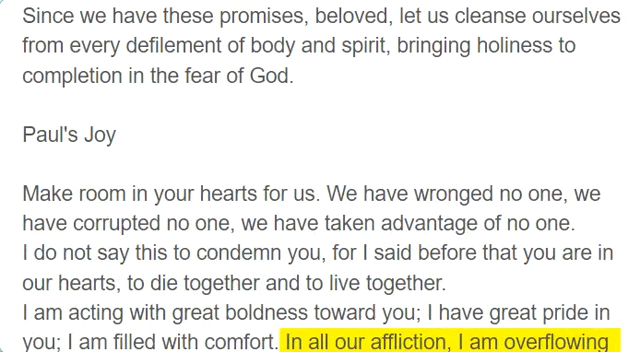 Since we have these promises, beloved, let us cleanse ourselves
from every defilement of body and spirit, bringing holiness to
completion in the fear of God.
Paul's Joy
Make room in your hearts for us. We have wronged no one, we
have corrupted no one, we have taken advantage of no one.
I do not say this to condemn you, for I said before that you are in
our hearts, to die together and to live together.
I am acting with great boldness toward you; I have great pride in
you; I am filled with comfort. In all our affliction, I am overflowing